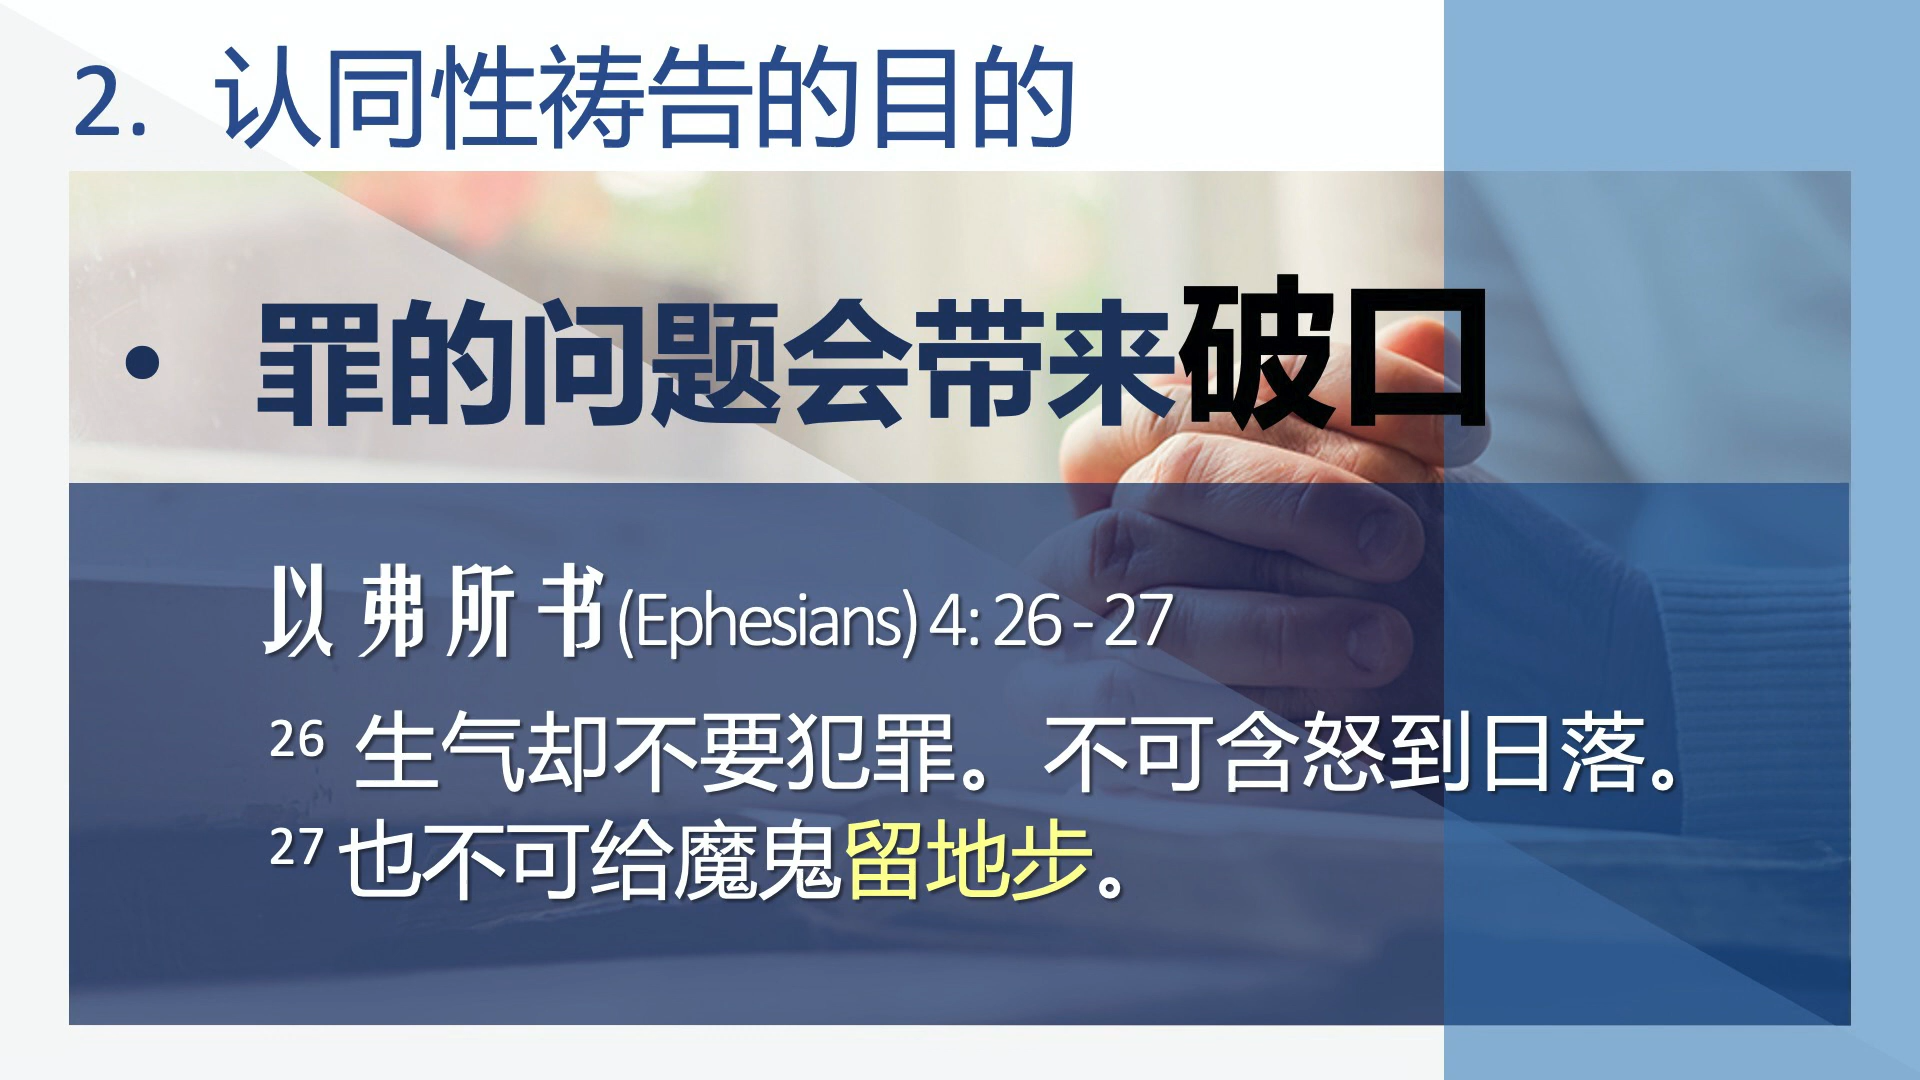 2. 认同性祷告的目的
• 罪的问题会带来破口
以弗所书(Ephesians) 4: 26 - 27
26 生气却不要犯罪。不可含怒到日落。
27 也不可给魔鬼留地步。